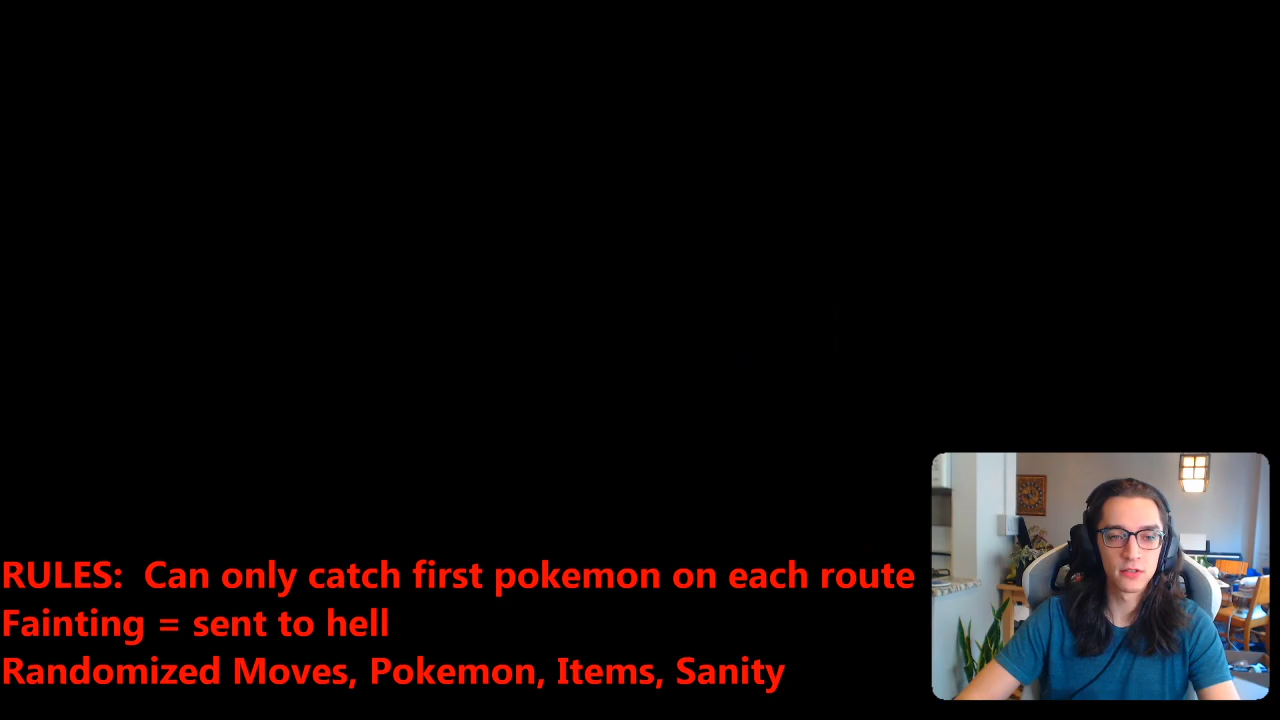 RULES:  Can only catch first pokemon on each route
Fainting = sent to hell
Randomized Moves, Pokemon, Items, Sanity